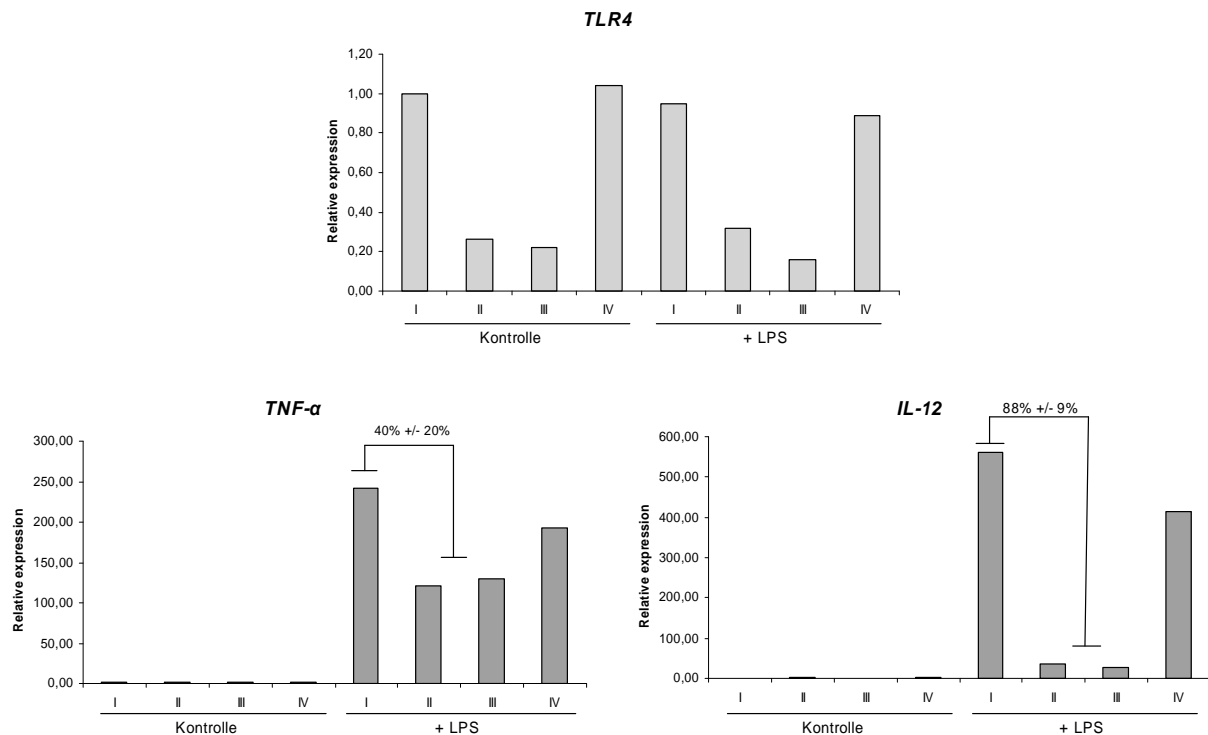 TLR4
Relative expression
1,20
1,00
0,80
0,60
0,40
0,20
0,00
I II III IV I II III IV
Kontrolle + LPS
TNF-α
40% +/- 20%
Relative expression
300,00
250,00
200,00
150,00
100,00
50,00
0,00
I II III IV I II III IV
Kontrolle + LPS
IL-12
88% +/- 9%
Relative expression
600,00
500,00
400,00
300,00
200,00
100,00
0,00
I II III IV I II III IV
Kontrolle + LPS